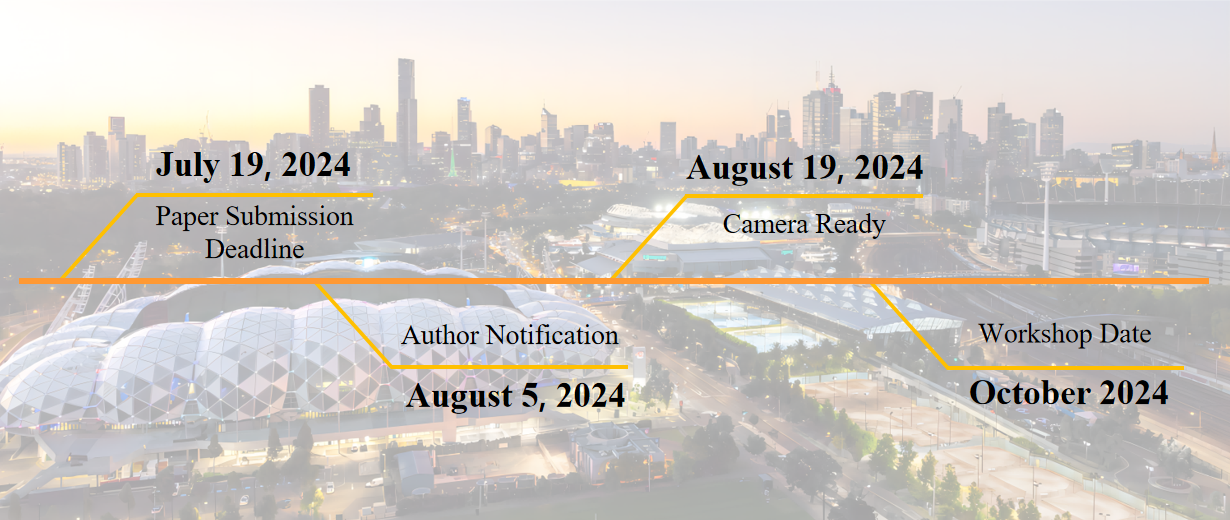 July 19, 2024
Paper Submission
Deadline
Author Notification
August 5, 2024
August 19, 2024
Camera Ready
Workshop Date
October 2024